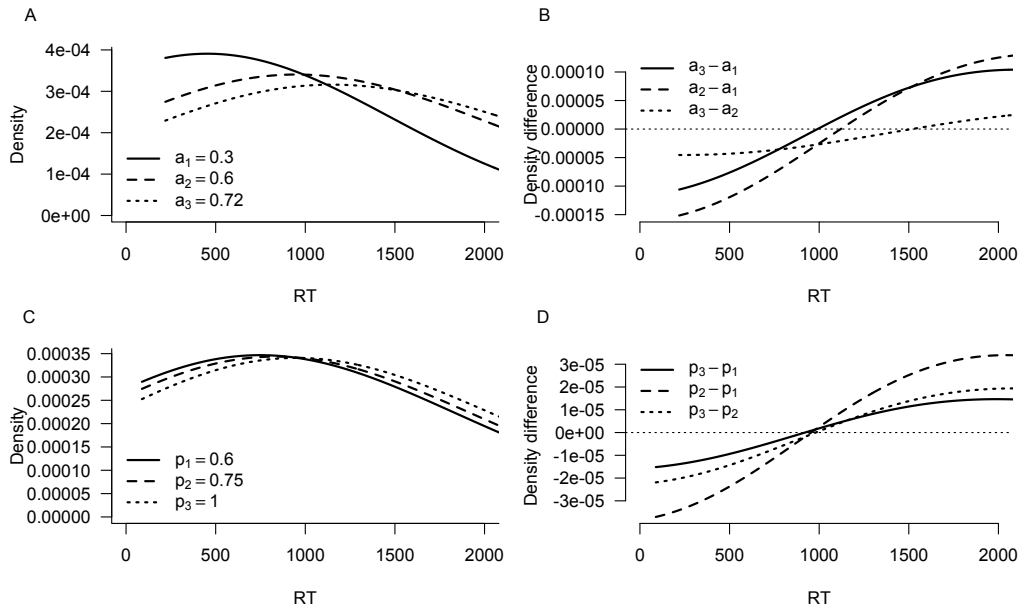 A
Density
4e-04
3e-04
2e-04
1e-04
0e+00
a₁ = 0.3
a₂ = 0.6
a₃ = 0.72
0 500 1000 1500 2000
RT
B
Density difference
0.00010
0.00005
0.00000
-0.00005
-0.00010
-0.00015
a₃ − a₁
a₂ − a₁
a₃ − a₂
0 500 1000 1500 2000
RT
C
Density
0.00035
0.00030
0.00025
0.00020
0.00015
0.00010
0.00005
0.00000
p₁ = 0.6
p₂ = 0.75
p₃ = 1
0 500 1000 1500 2000
RT
D
Density difference
3e-05
2e-05
1e-05
0e+00
-1e-05
-2e-05
-3e-05
p₃ − p₁
p₂ − p₁
p₃ − p₂
0 500 1000 1500 2000
RT